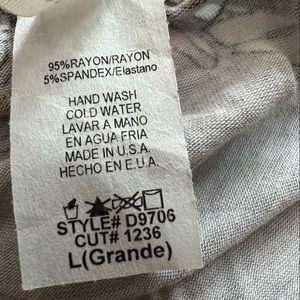 95%RAYON/RAYON
5%SPANDEX/Elastano
HAND WASH
COLD WATER
LAVAR A MANO
EN AGUA FRIA
MADE IN U.S.A.
HECHO EN E.U.A.
STYLE# D9706
CUT# 1236
L(Grande)